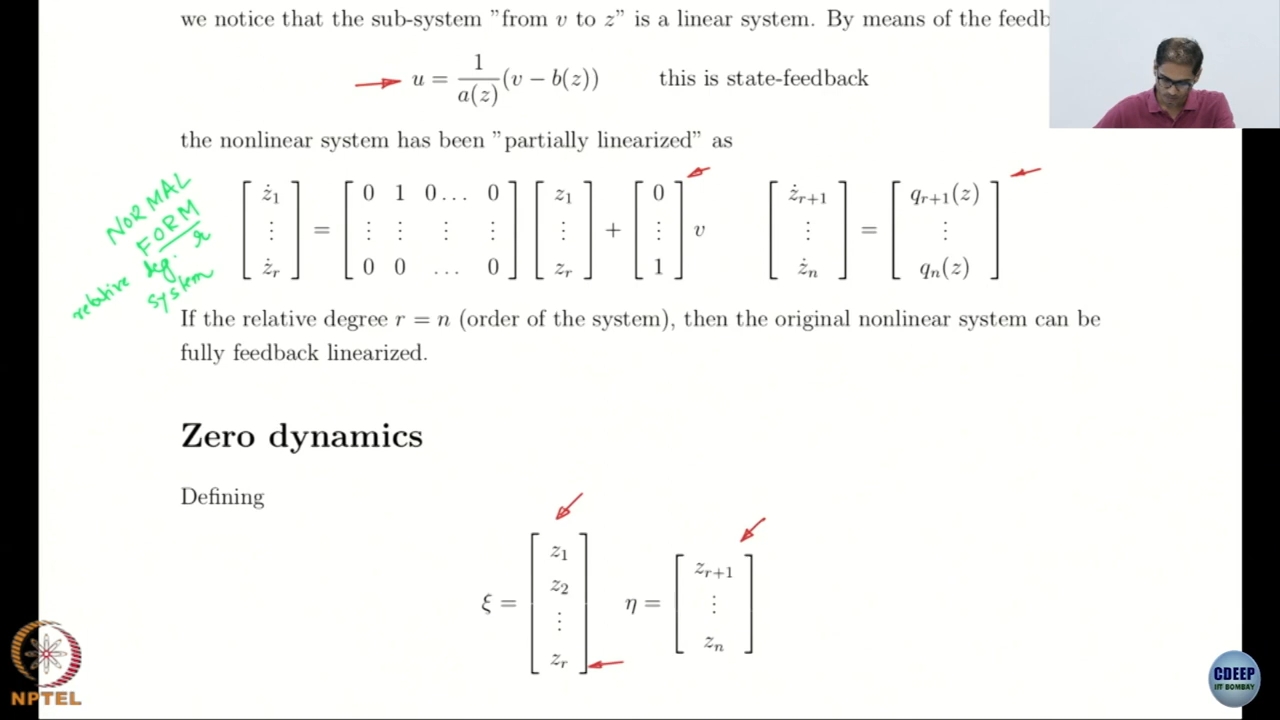 we notice that the sub-system ”from v to z” is a linear system. By means of the feedb
u = 1/a(z) (v − b(z)) this is state-feedback
the nonlinear system has been ”partially linearized” as
NORMAL FORM
relative deg. r system
[ż₁ ⋮ żᵣ] = [0 1 0… 0 ⋮ ⋮ ⋮ ⋮ 0 0 … 0] [z₁ ⋮ zᵣ] + [0 ⋮ 1] v [żᵣ₊₁ ⋮ żₙ] = [qᵣ₊₁(z) ⋮ qₙ(z)]
If the relative degree r = n (order of the system), then the original nonlinear system can be
fully feedback linearized.
Zero dynamics
Defining
ξ = [z₁ z₂ ⋮ zᵣ] η = [zᵣ₊₁ ⋮ zₙ]
NPTEL
CDEEP
IIT BOMBAY